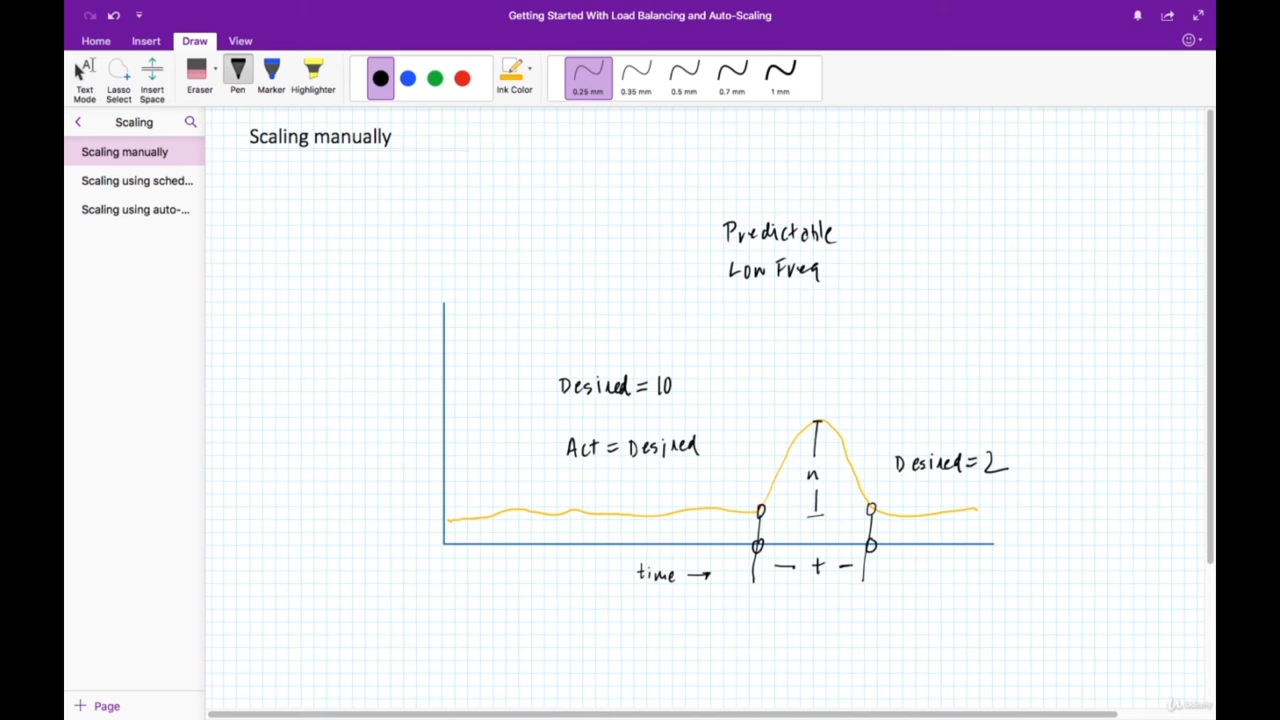 Getting Started With Load Balancing and Auto-Scaling
Home Insert Draw View
Text Mode
Lasso Select
Insert Space
Eraser
Pen
Marker
Highlighter
Ink Color
0.25 mm
0.35 mm
0.5 mm
0.7 mm
1 mm
Scaling
Scaling manually
Scaling using sched...
Scaling using auto-...
Page
Scaling manually
Predictable
Low Freq
Desired = 10
Act = Desired
n
Desired = 2
time →
- + -